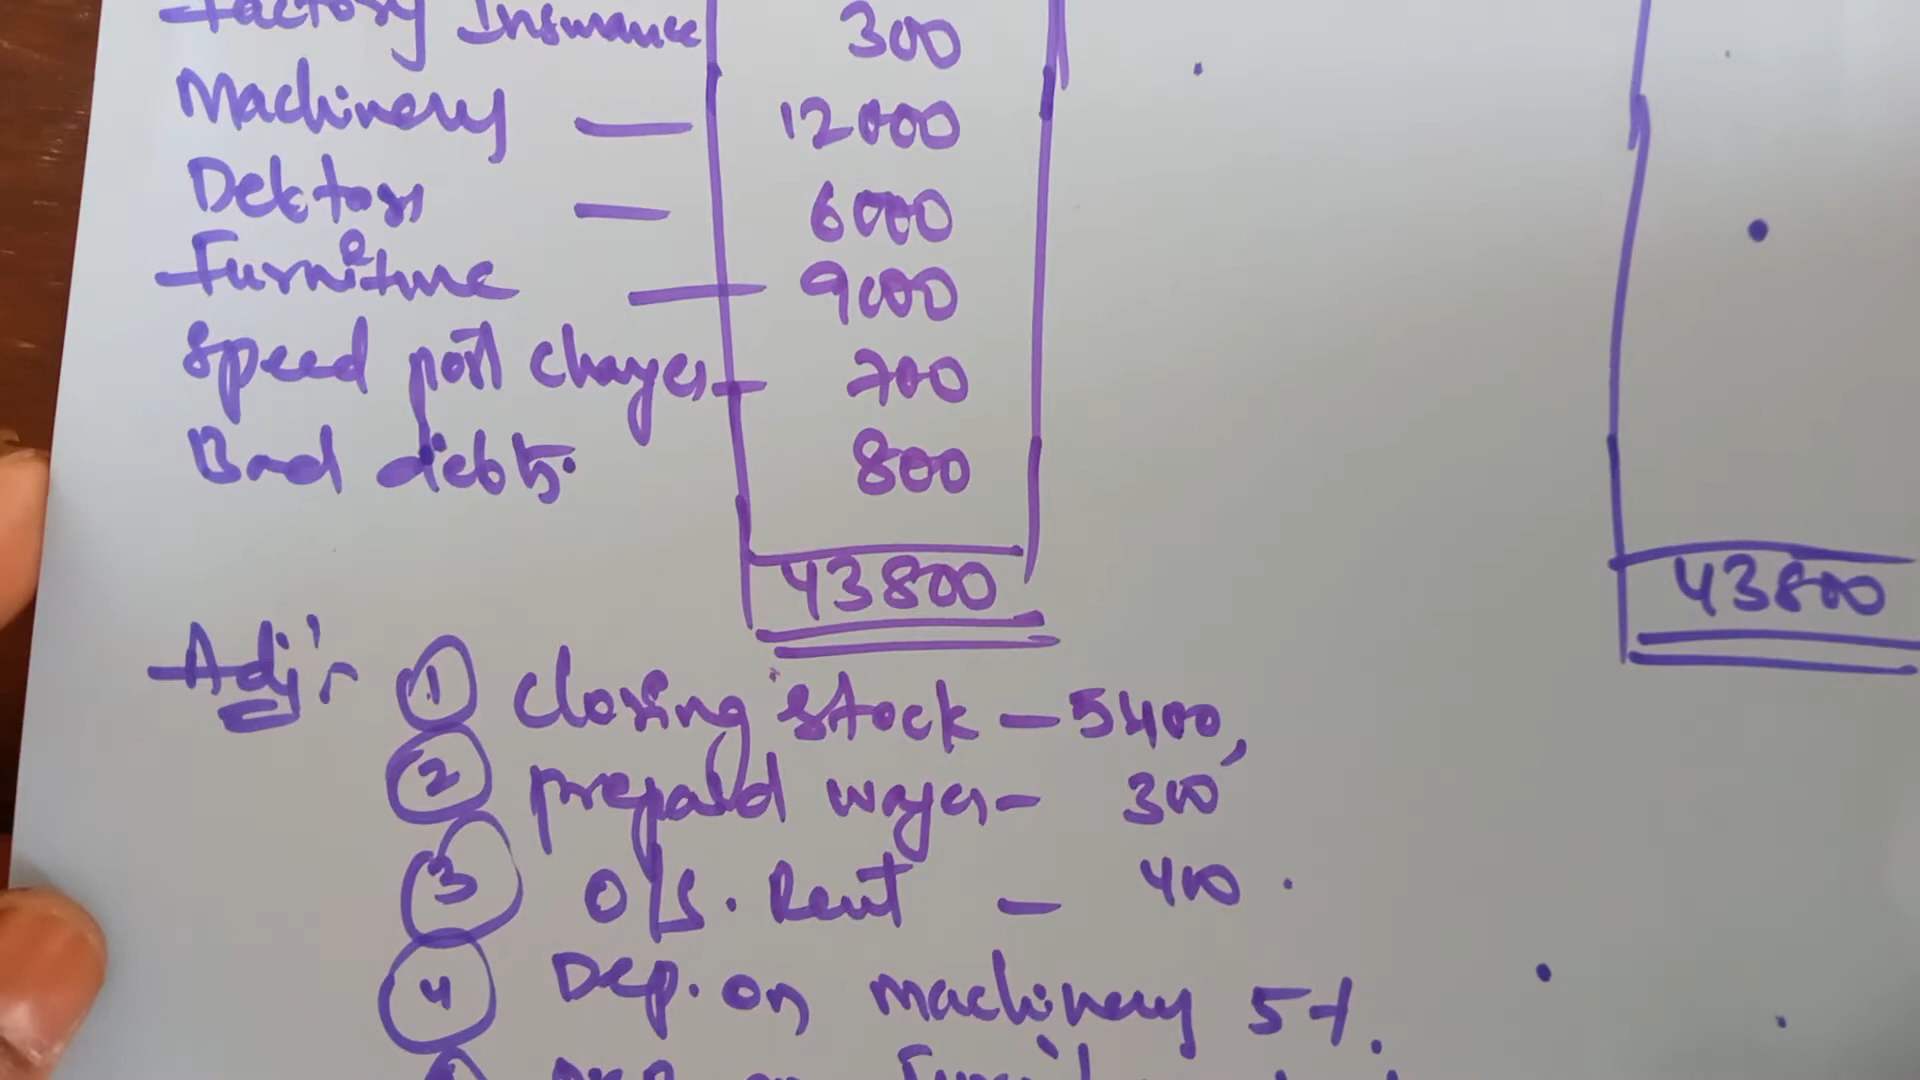 Factory Insurance 300
Machinery — 12000
Debtors — 6000
Furniture — 9000
Speed post charges — 700
Bad debts. 800
43800 43800
Adj's ① closing stock — 5400,
② prepaid wages — 300
③ O/S. Rent — 400.
④ Dep. on machinery 5%.